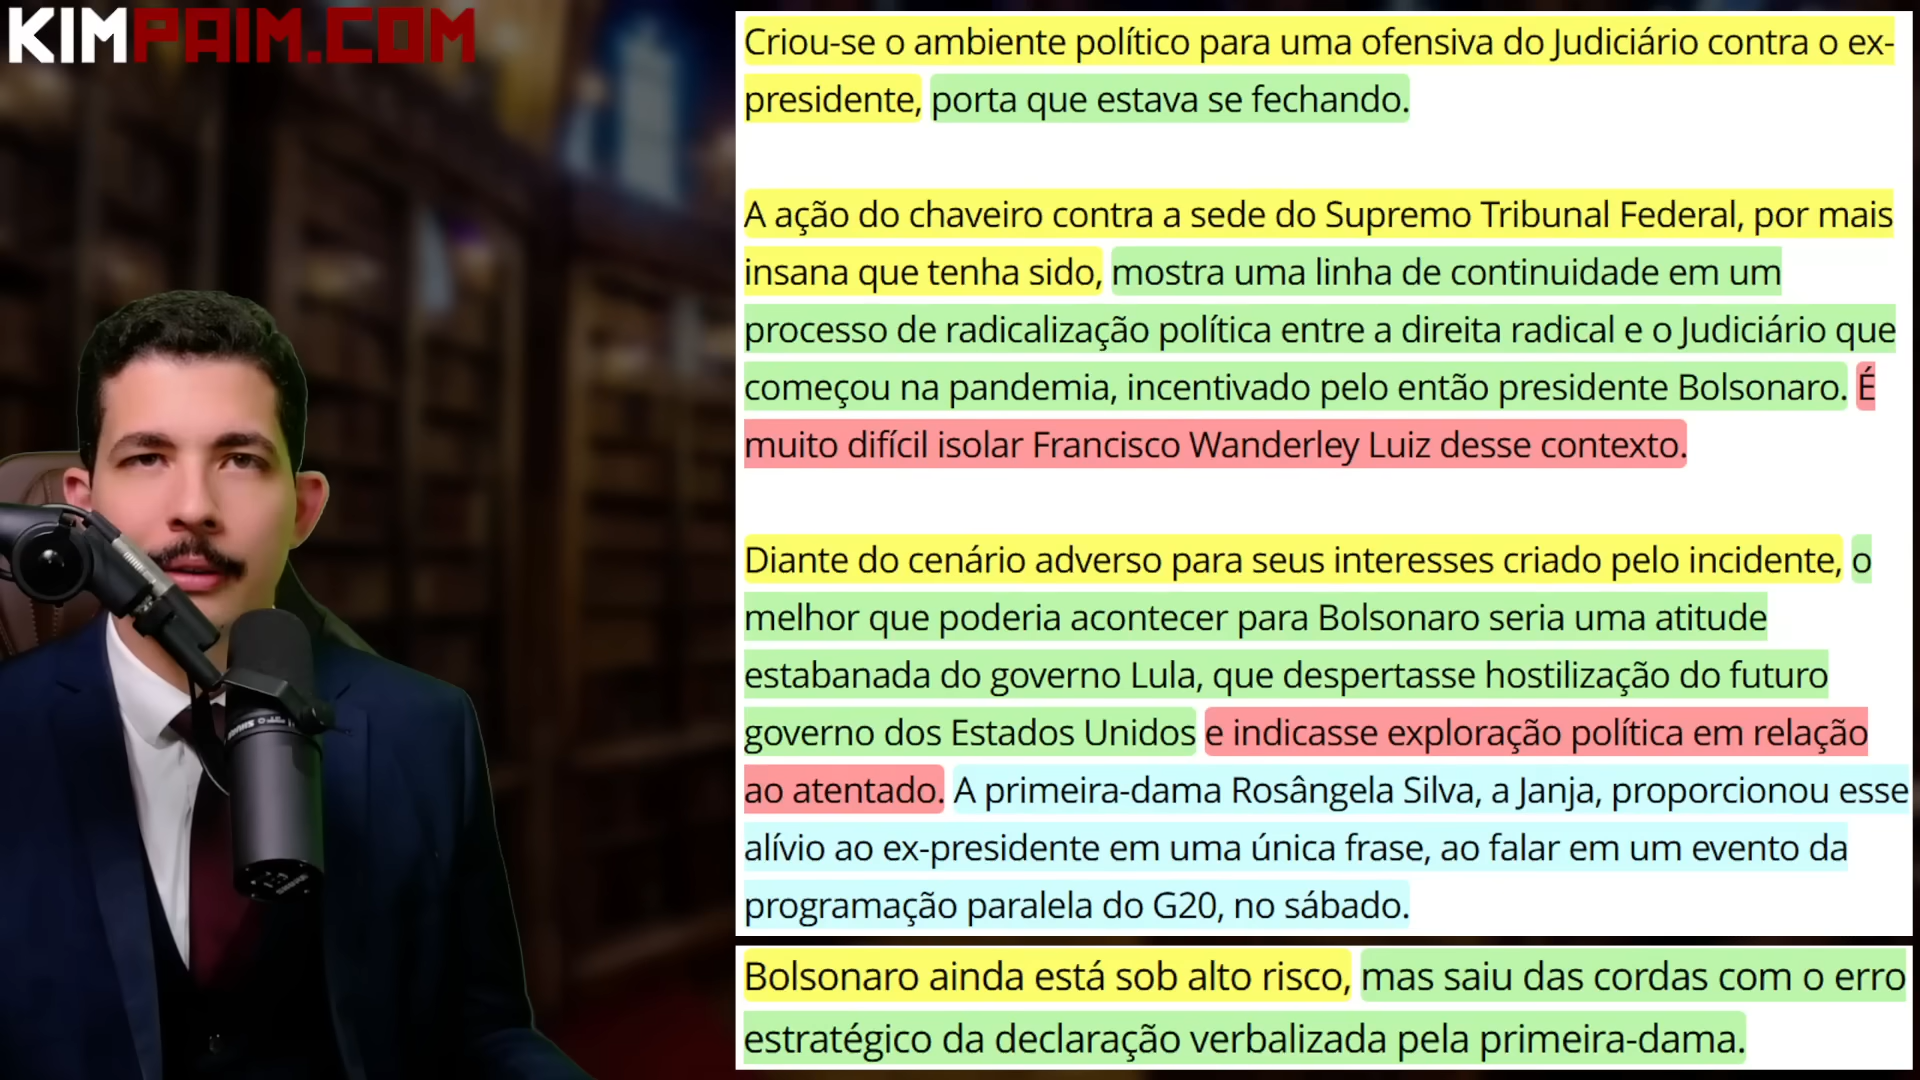 KIMPAIM.COM
Criou-se o ambiente político para uma ofensiva do Judiciário contra o ex-
presidente, porta que estava se fechando.
A ação do chaveiro contra a sede do Supremo Tribunal Federal, por mais
insana que tenha sido, mostra uma linha de continuidade em um
processo de radicalização política entre a direita radical e o Judiciário que
começou na pandemia, incentivado pelo então presidente Bolsonaro. É
muito difícil isolar Francisco Wanderley Luiz desse contexto.
Diante do cenário adverso para seus interesses criado pelo incidente, o
melhor que poderia acontecer para Bolsonaro seria uma atitude
estabanada do governo Lula, que despertasse hostilização do futuro
governo dos Estados Unidos e indicasse exploração política em relação
ao atentado. A primeira-dama Rosângela Silva, a Janja, proporcionou esse
alívio ao ex-presidente em uma única frase, ao falar em um evento da
programação paralela do G20, no sábado.
Bolsonaro ainda está sob alto risco, mas saiu das cordas com o erro
estratégico da declaração verbalizada pela primeira-dama.